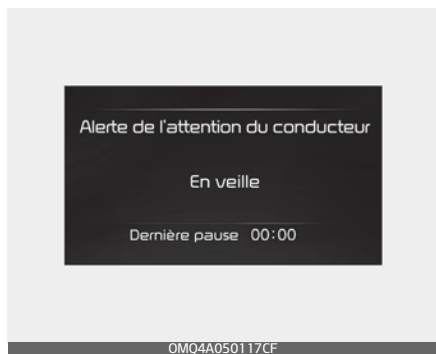 Alerte de l'attention du conducteur
En veille
Dernière pause 00:00
OMQ4A050117CF